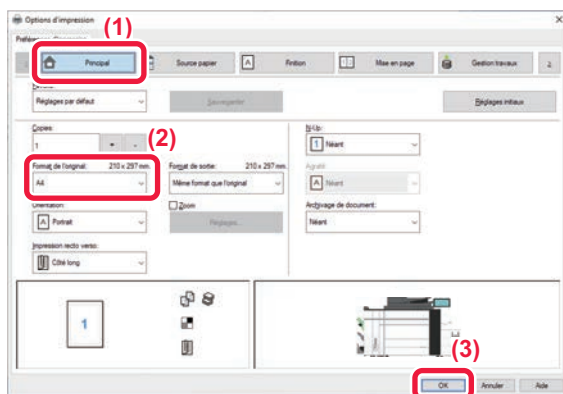 Options d'impression
(1)
Principal
Source papier
Finition
Mise en page
Gestion travaux
Réglages par défaut
Sauvegarder
Réglages initiaux
Copies:
1
(2)
N-Up:
1 Néant
Format de l'original: 210 x 297 mm.
A4
Format de sortie: 210 x 297 mm.
Même format que l'original
Agrafe:
Néant
Orientation:
Portrait
Zoom
Réglages...
Archivage de document:
Néant
Impression recto verso:
Côté long
1
(3)
OK
Annuler
Aide